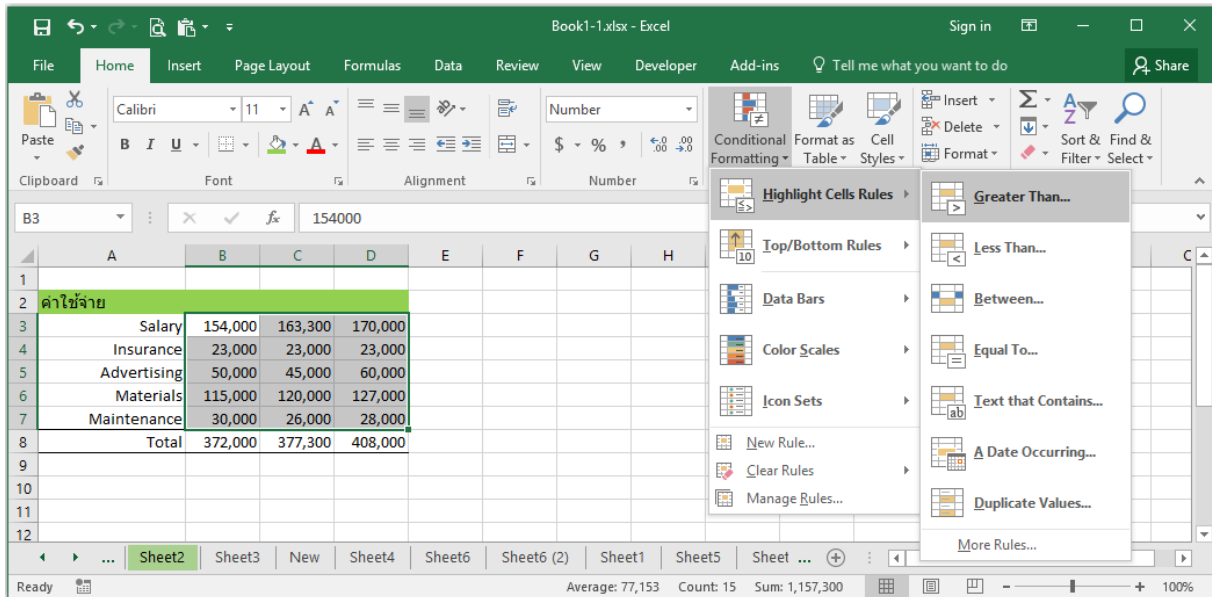 Book1-1.xlsx - Excel Sign in
File Home Insert Page Layout Formulas Data Review View Developer Add-ins Tell me what you want to do Share
Paste Calibri 11 A A Number Conditional Formatting Format as Table Cell Styles Insert Delete Format Sort & Filter Find & Select
B I U A $ % , .00
Clipboard Font Alignment Number
B3 fx 154000
A B C D E F G H C
1
2 ค่าใช้จ่าย
3 Salary 154,000 163,300 170,000
4 Insurance 23,000 23,000 23,000
5 Advertising 50,000 45,000 60,000
6 Materials 115,000 120,000 127,000
7 Maintenance 30,000 26,000 28,000
8 Total 372,000 377,300 408,000
9
10
11
12
Highlight Cells Rules
Top/Bottom Rules
Data Bars
Color Scales
Icon Sets
New Rule...
Clear Rules
Manage Rules...
Greater Than...
Less Than...
Between...
Equal To...
Text that Contains...
A Date Occurring...
Duplicate Values...
More Rules...
... Sheet2 Sheet3 New Sheet4 Sheet6 Sheet6 (2) Sheet1 Sheet5 Sheet ...
Ready Average: 77,153 Count: 15 Sum: 1,157,300 100%